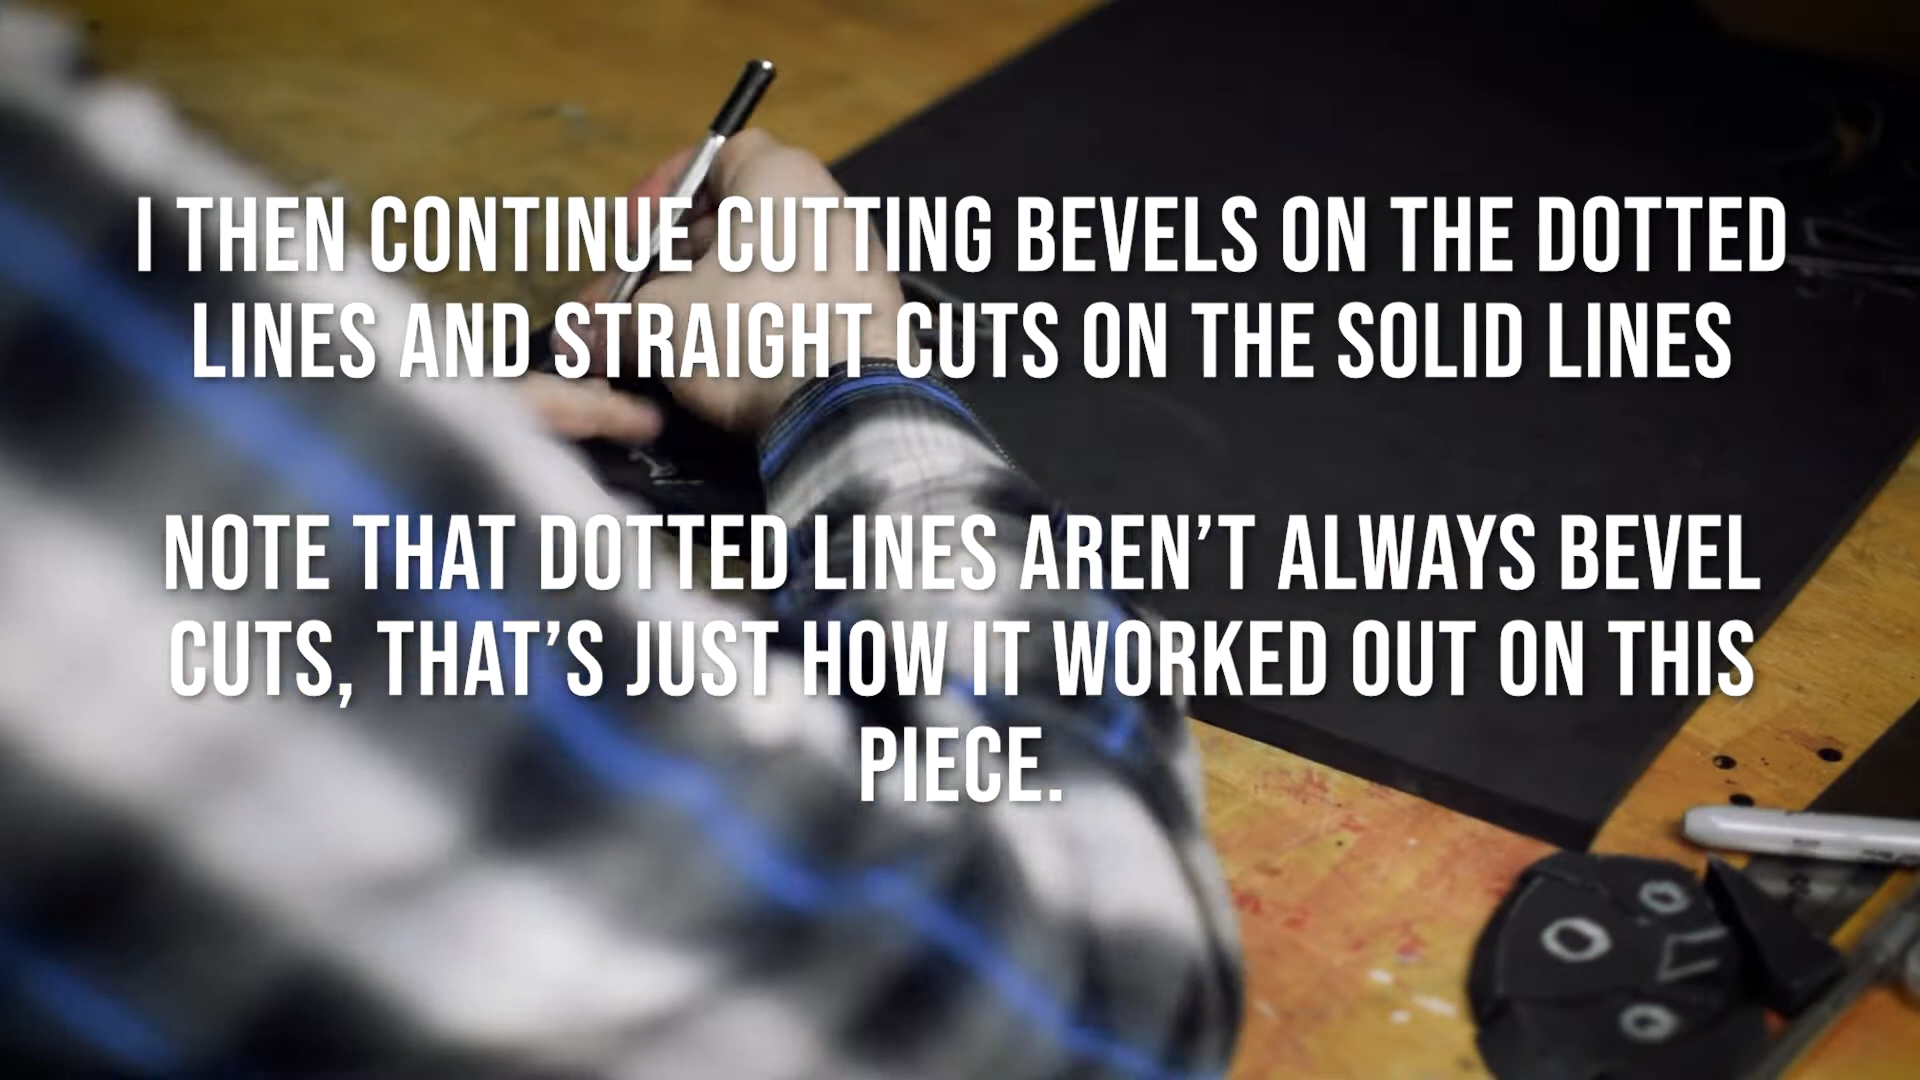 I THEN CONTINUE CUTTING BEVELS ON THE DOTTED
LINES AND STRAIGHT CUTS ON THE SOLID LINES
NOTE THAT DOTTED LINES AREN’T ALWAYS BEVEL
CUTS, THAT’S JUST HOW IT WORKED OUT ON THIS
PIECE.